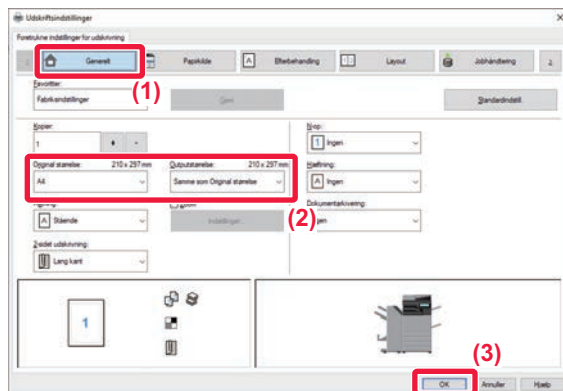 Udskriftsindstillinger
Foretrukne indstillinger for udskrivning
Generelt Papirkilde Efterbehandling Layout Jobhåndtering
Favoritter:
Fabriksindstillinger (1) Gem Standardindstil.
Kopier: N-op:
1 + - 1 Ingen
Original størrelse: 210 x 297 mm Outputstørrelse: 210 x 297 mm Hæftning:
A4 Samme som Original størrelse A Ingen
(2) Dokumentarkivering:
A Stående Indstillinger...
2-sidet udskrivning:
Lang kant
1
(3)
OK Annuller Hjælp